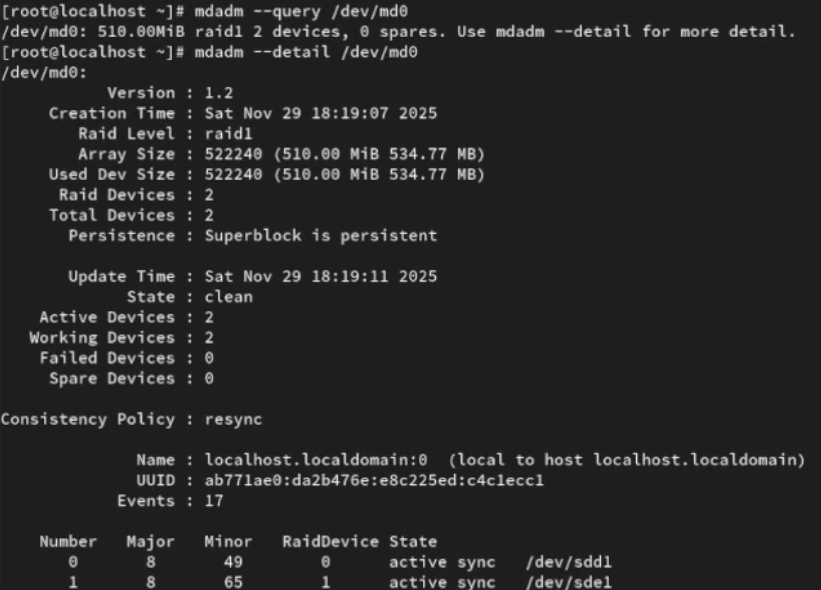 [root@localhost ~]# mdadm --query /dev/md0
/dev/md0: 510.00MiB raid1 2 devices, 0 spares. Use mdadm --detail for more detail.
[root@localhost ~]# mdadm --detail /dev/md0
/dev/md0:
Version : 1.2
Creation Time : Sat Nov 29 18:19:07 2025
Raid Level : raid1
Array Size : 522240 (510.00 MiB 534.77 MB)
Used Dev Size : 522240 (510.00 MiB 534.77 MB)
Raid Devices : 2
Total Devices : 2
Persistence : Superblock is persistent
Update Time : Sat Nov 29 18:19:11 2025
State : clean
Active Devices : 2
Working Devices : 2
Failed Devices : 0
Spare Devices : 0
Consistency Policy : resync
Name : localhost.localdomain:0 (local to host localhost.localdomain)
UUID : ab771ae0:da2b476e:e8c225ed:c4c1ecc1
Events : 17
Number Major Minor RaidDevice State
0 8 49 0 active sync /dev/sdd1
1 8 65 1 active sync /dev/sde1